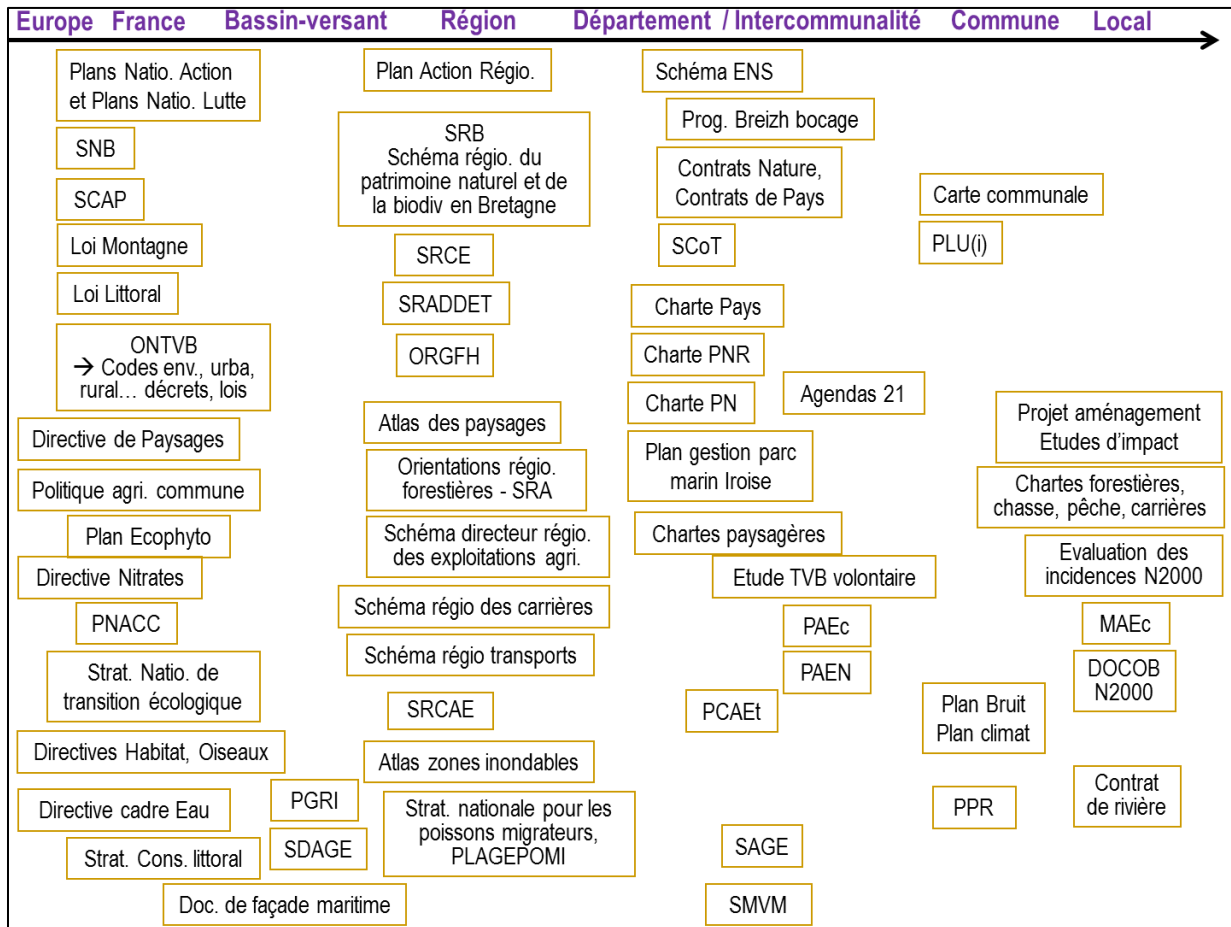 Europe France Bassin-versant Région Département / Intercommunalité Commune Local
Plans Natio. Action
et Plans Natio. Lutte
SNB
SCAP
Loi Montagne
Loi Littoral
ONTVB
→ Codes env., urba,
rural… décrets, lois
Directive de Paysages
Politique agri. commune
Plan Ecophyto
Directive Nitrates
PNACC
Strat. Natio. de
transition écologique
Directives Habitat, Oiseaux
Directive cadre Eau
Strat. Cons. littoral
Doc. de façade maritime
PGRI
SDAGE
Plan Action Régio.
SRB
Schéma régio. du
patrimoine naturel et de
la biodiv en Bretagne
SRCE
SRADDET
ORGFH
Atlas des paysages
Orientations régio.
forestières - SRA
Schéma directeur régio.
des exploitations agri.
Schéma régio des carrières
Schéma régio transports
SRCAE
Atlas zones inondables
Strat. nationale pour les
poissons migrateurs,
PLAGEPOMI
Schéma ENS
Prog. Breizh bocage
Contrats Nature,
Contrats de Pays
SCoT
Charte Pays
Charte PNR
Agendas 21
Charte PN
Plan gestion parc
marin Iroise
Chartes paysagères
Etude TVB volontaire
PAEc
PAEN
PCAEt
SAGE
SMVM
Carte communale
PLU(i)
Plan Bruit
Plan climat
PPR
Projet aménagement
Etudes d’impact
Chartes forestières,
chasse, pêche, carrières
Evaluation des
incidences N2000
MAEc
DOCOB
N2000
Contrat
de rivière